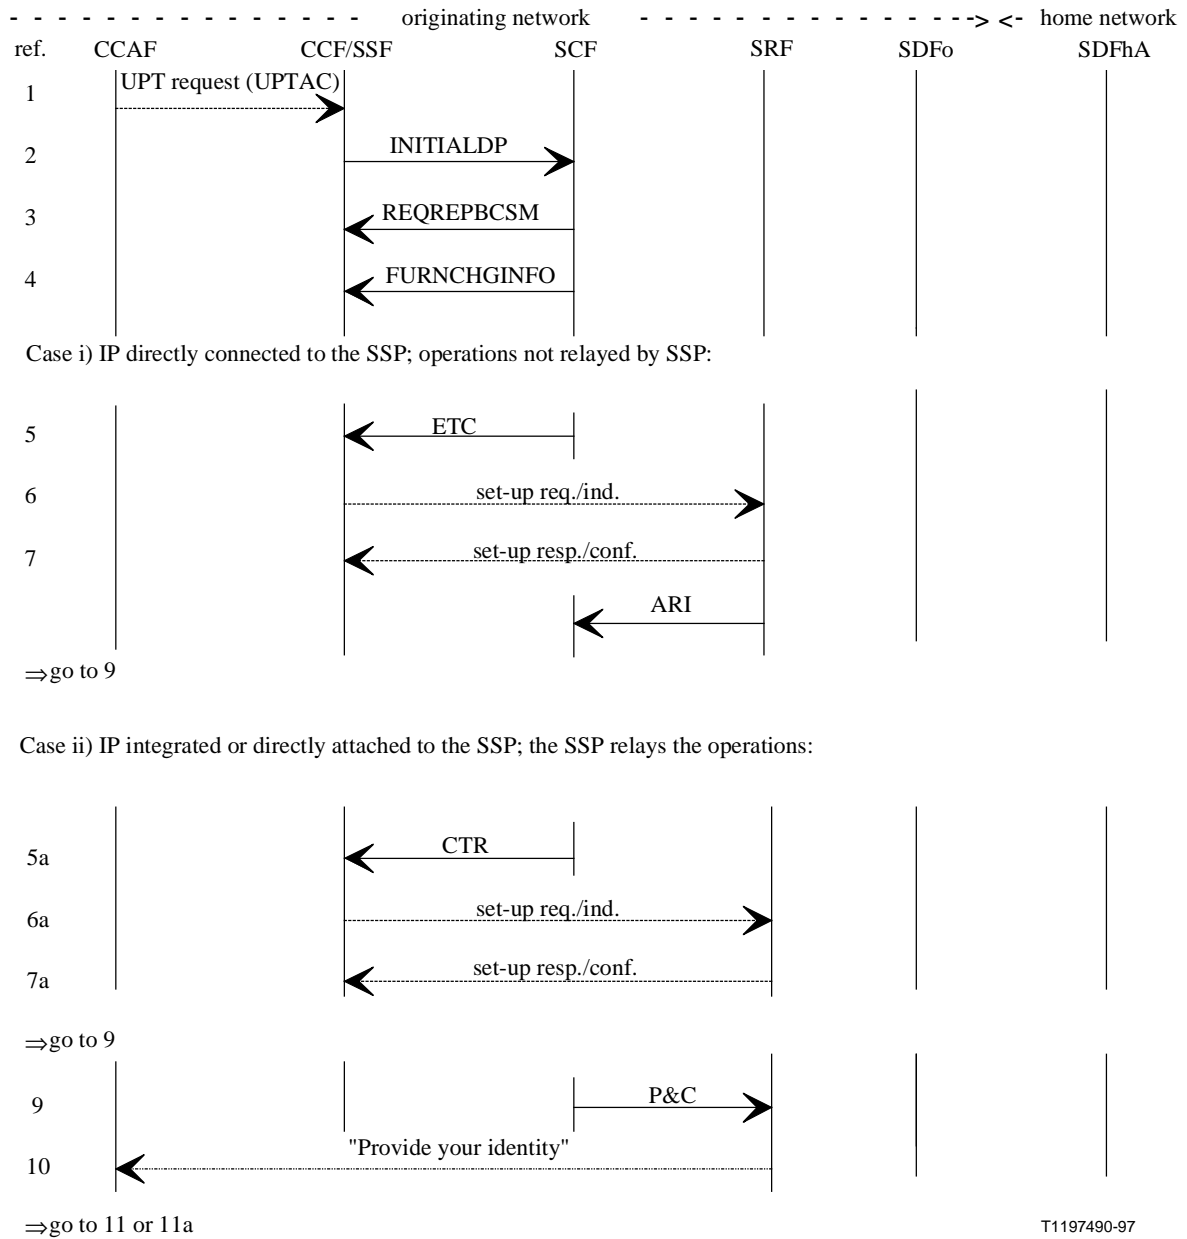 originating network home network
ref. CCAF CCF/SSF SCF SRF SDFo SDFhA
UPT request (UPTAC)
1
INITIALDP
2
REQREPBCSM
3
FURNCHGINFO
4
Case i) IP directly connected to the SSP; operations not relayed by SSP:
ETC
5
set-up req./ind.
6
set-up resp./conf.
7
ARI
⇒go to 9
Case ii) IP integrated or directly attached to the SSP; the SSP relays the operations:
CTR
5a
set-up req./ind.
6a
set-up resp./conf.
7a
⇒go to 9
P&C
9
"Provide your identity"
10
⇒go to 11 or 11a
T1197490-97